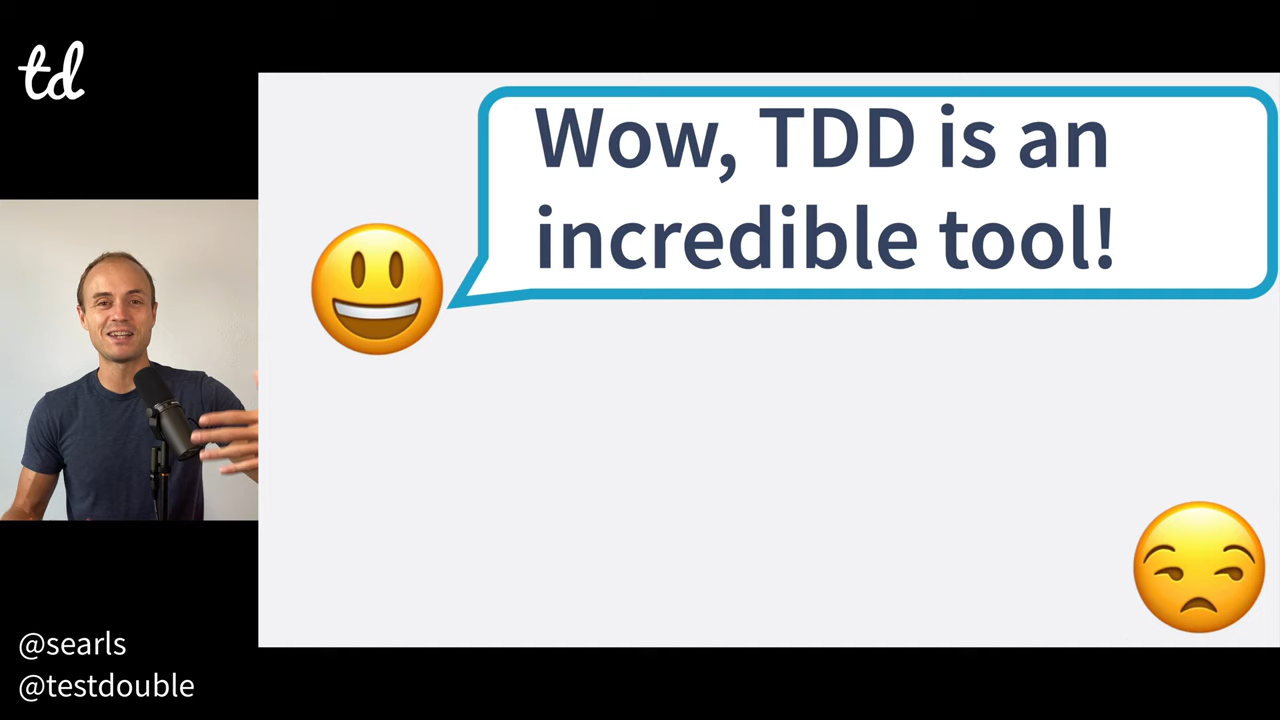 td
Wow, TDD is an
incredible tool!
@searls
@testdouble